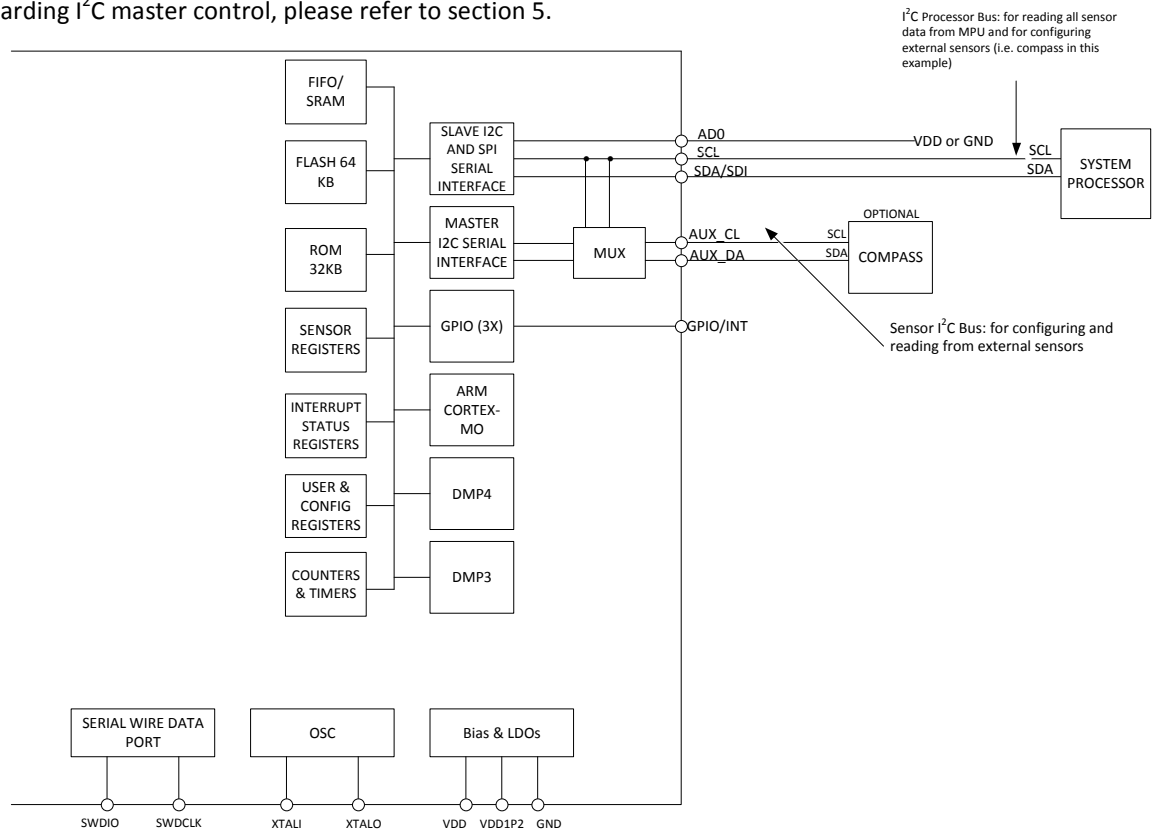 arding I²C master control, please refer to section 5.
I²C Processor Bus: for reading all sensor
data from MPU and for configuring
external sensors (i.e. compass in this
example)
FIFO/
SRAM
SLAVE I2C
AND SPI
SERIAL
INTERFACE
AD0
VDD or GND
SCL
SCL
SDA/SDI
SDA
SYSTEM
PROCESSOR
FLASH 64
KB
MASTER
I2C SERIAL
INTERFACE
MUX
AUX_CL
AUX_DA
OPTIONAL
SCL
SDA
COMPASS
ROM
32KB
SENSOR
REGISTERS
GPIO (3X)
GPIO/INT
Sensor I²C Bus: for configuring and
reading from external sensors
INTERRUPT
STATUS
REGISTERS
ARM
CORTEX-
MO
USER &
CONFIG
REGISTERS
DMP4
COUNTERS
& TIMERS
DMP3
SERIAL WIRE DATA
PORT
OSC
Bias & LDOs
SWDIO
SWDCLK
XTALI
XTALO
VDD
VDD1P2
GND